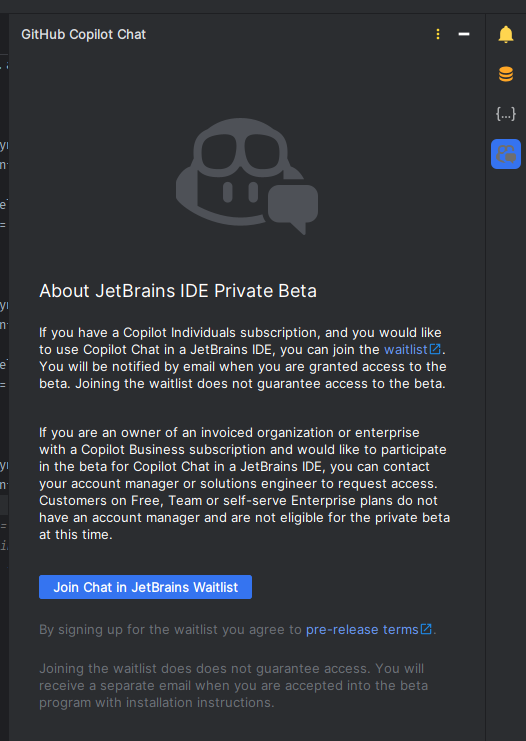 GitHub Copilot Chat
{...}
About JetBrains IDE Private Beta
If you have a Copilot Individuals subscription, and you would like
to use Copilot Chat in a JetBrains IDE, you can join the waitlist.
You will be notified by email when you are granted access to the
beta. Joining the waitlist does not guarantee access to the beta.
If you are an owner of an invoiced organization or enterprise
with a Copilot Business subscription and would like to participate
in the beta for Copilot Chat in a JetBrains IDE, you can contact
your account manager or solutions engineer to request access.
Customers on Free, Team or self-serve Enterprise plans do not
have an account manager and are not eligible for the private beta
at this time.
Join Chat in JetBrains Waitlist
By signing up for the waitlist you agree to pre-release terms.
Joining the waitlist does does not guarantee access. You will
receive a separate email when you are accepted into the beta
program with installation instructions.